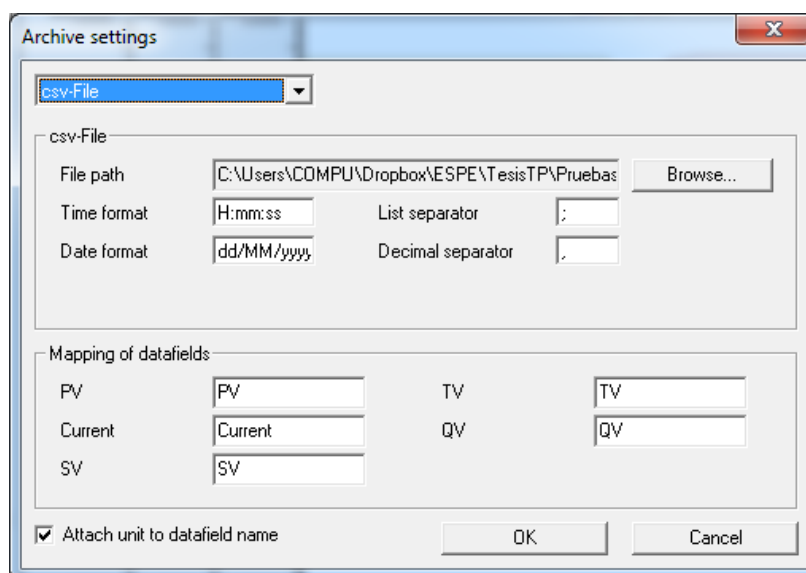 Archive settings
csv-File
csv-File
File path C:\Users\COMPU\Dropbox\ESPE\TesisTP\Pruebas Browse...
Time format H:mm:ss List separator ;
Date format dd/MM/yyyy Decimal separator ,
Mapping of datafields
PV PV TV TV
Current Current QV QV
SV SV
Attach unit to datafield name OK Cancel